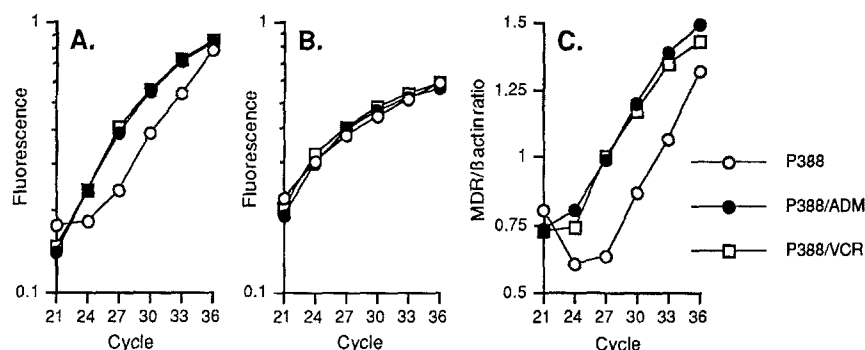 A.
1
Fluorescence
0.1
21 24 27 30 33 36
Cycle
B.
1
Fluorescence
0.1
21 24 27 30 33 36
Cycle
C.
1.5
1.25
1
0.75
0.5
MDR/βactin ratio
21 24 27 30 33 36
Cycle
P388
P388/ADM
P388/VCR